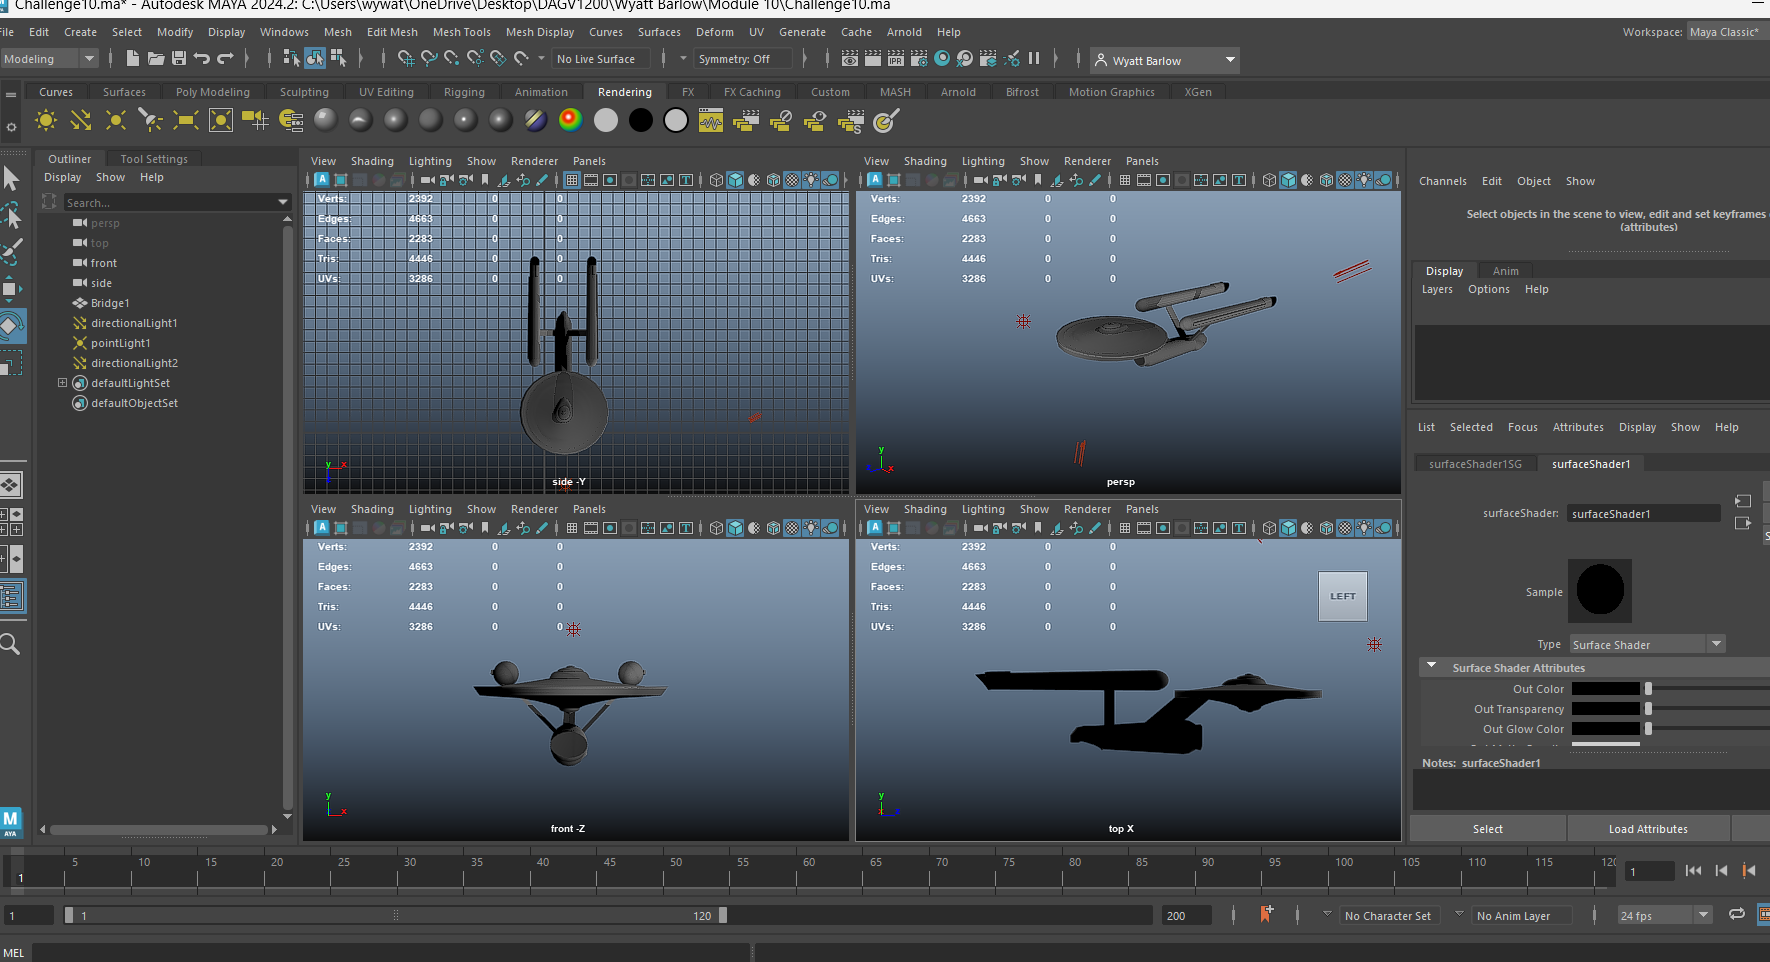 Challenge10.ma* - Autodesk MAYA 2024.2: C:\Users\wywat\OneDrive\Desktop\DAGV1200\Wyatt Barlow\Module 10\Challenge10.ma
File Edit Create Select Modify Display Windows Mesh Edit Mesh Mesh Tools Mesh Display Curves Surfaces Deform UV Generate Cache Arnold Help Workspace: Maya Classic*
Modeling No Live Surface Symmetry: Off IPR Wyatt Barlow
Curves Surfaces Poly Modeling Sculpting UV Editing Rigging Animation Rendering FX FX Caching Custom MASH Arnold Bifrost Motion Graphics XGen
Outliner Tool Settings
Display Show Help
Search...
persp
top
front
side
Bridge1
directionalLight1
pointLight1
directionalLight2
defaultLightSet
defaultObjectSet
View Shading Lighting Show Renderer Panels
Verts: 2392 0 0
Edges: 4663 0 0
Faces: 2283 0 0
Tris: 4446 0 0
UVs: 3286 0 0
y x
side -Y
View Shading Lighting Show Renderer Panels
Verts: 2392 0 0
Edges: 4663 0 0
Faces: 2283 0 0
Tris: 4446 0 0
UVs: 3286 0 0
y x
persp
View Shading Lighting Show Renderer Panels
Verts: 2392 0 0
Edges: 4663 0 0
Faces: 2283 0 0
Tris: 4446 0 0
UVs: 3286 0 0
y x
front -Z
View Shading Lighting Show Renderer Panels
Verts: 2392 0 0
Edges: 4663 0 0
Faces: 2283 0 0
Tris: 4446 0 0
UVs: 3286 0 0
LEFT
y
top X
Channels Edit Object Show
Select objects in the scene to view, edit and set keyframes
(attributes)
Display Anim
Layers Options Help
List Selected Focus Attributes Display Show Help
surfaceShader1SG surfaceShader1
surfaceShader: surfaceShader1
Sample
Type Surface Shader
Surface Shader Attributes
Out Color
Out Transparency
Out Glow Color
Notes: surfaceShader1
Select Load Attributes
M
AYA
5 10 15 20 25 30 35 40 45 50 55 60 65 70 75 80 85 90 95 100 105 110 115 120
1 1
1 1 120 200 No Character Set No Anim Layer 24 fps
MEL